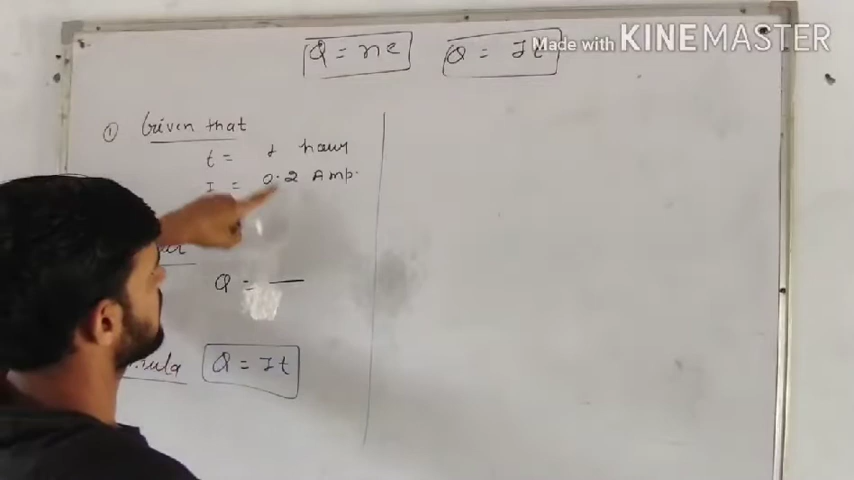 Q = ne Q = It
Made with KINEMASTER
① Given that
t = 1 hour
I = 0.2 Amp.
Q = —
Q = It